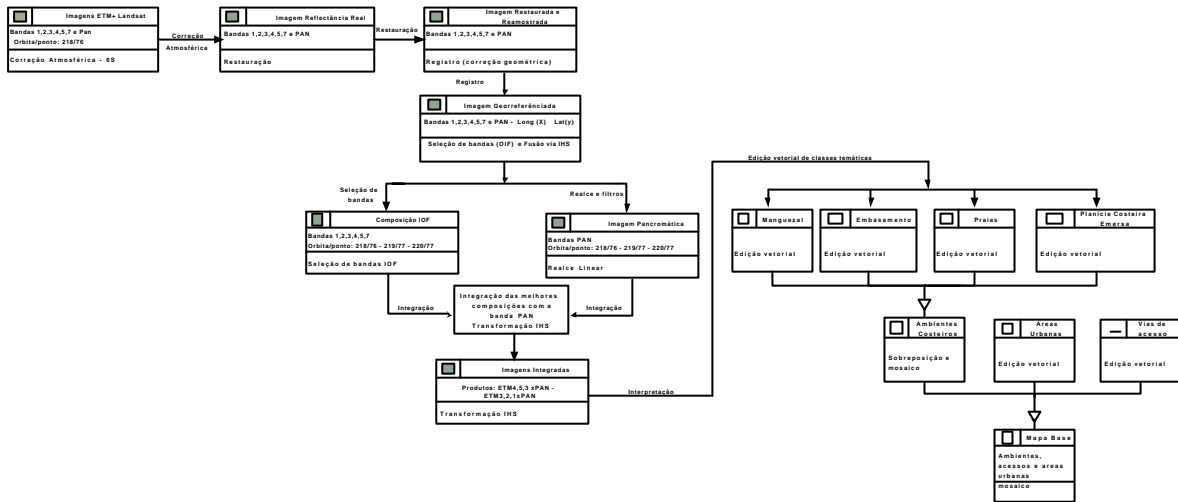 Imagens ETM+ Landsat
Bandas 1,2,3,4,5,7 e Pan
Orbita/ponto: 218/76
Correção Atmosférica - 6S
Correção
Atmosférica
Imagem Reflectância Real
Bandas 1,2,3,4,5,7 e PAN
Restauração
Restauração
Imagem Restaurada e
Reamostrada
Bandas 1,2,3,4,5,7 e PAN
Registro (correção geométrica)
Registro
Imagem Georreferênciada
Bandas 1,2,3,4,5,7 e PAN - Long (X) Lat(y)
Seleção de bandas (OIF) e Fusão via IHS
Seleção de
bandas
Realce e filtros
Composição IOF
Bandas 1,2,3,4,5,7
Orbita/ponto: 218/76 - 219/77 - 220/77
Seleção de bandas IOF
Imagem Pancromática
Bandas PAN
Orbita/ponto: 218/76 - 219/77 - 220/77
Realce Linear
Integração
Integração das melhores
composições com a
banda PAN
Transformação IHS
Integração
Imagens Integradas
Produtos: ETM4,5,3 xPAN -
ETM3,2,1xPAN
Transformação IHS
Interpretação
Edição vetorial de classes temáticas
Manguezal
Edição vetorial
Embasamento
Edição vetorial
Praias
Edição vetorial
Planície Costeira
Emersa
Edição vetorial
Ambientes
Costeiros
Sobreposição e
mosaico
Areas
Urbanas
Edição vetorial
Vias de
acesso
Edição vetorial
Mapa Base
Ambientes,
acessos e areas
urbanas
mosaico